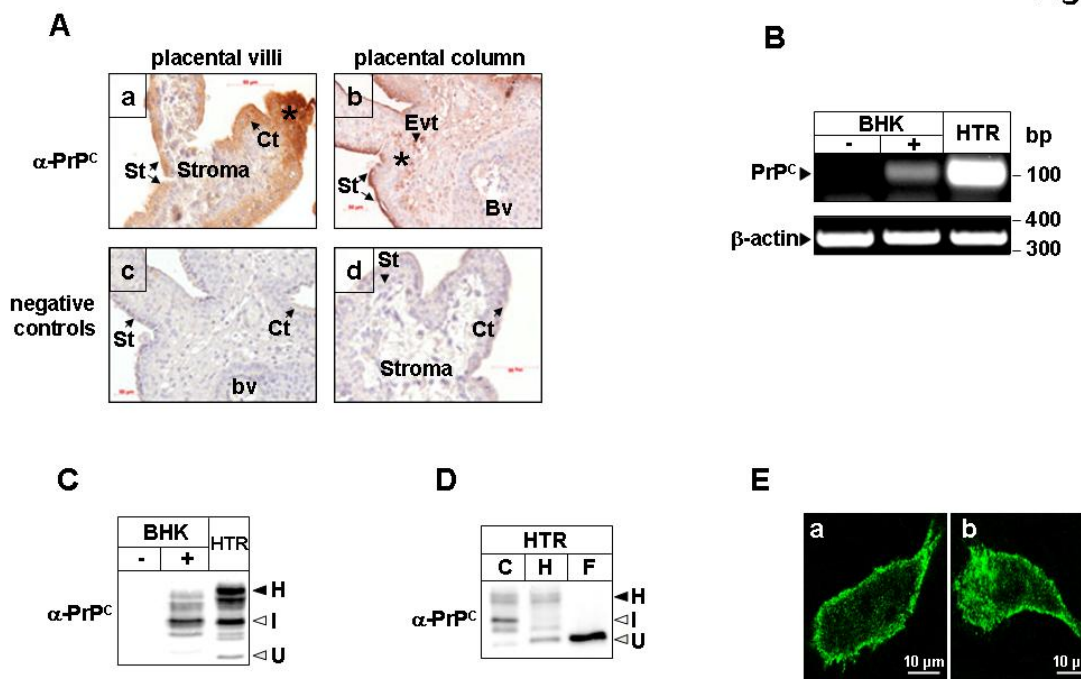 A
placental villi
placental column
α-PrPᶜ
a
*
Ct
St
Stroma
b
Evt
*
St
Bv
negative controls
c
St
Ct
bv
d
St
Ct
Stroma
B
BHK
HTR
bp
-
+
PrPᶜ
100
β-actin
400
300
C
BHK
HTR
-
+
α-PrPᶜ
H
I
U
D
HTR
C
H
F
α-PrPᶜ
H
I
U
E
a
10 µm
b
10 µm